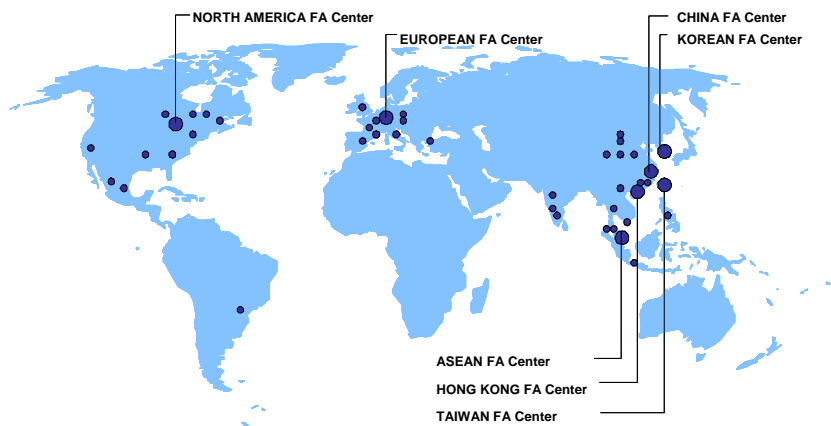 NORTH AMERICA FA Center
CHINA FA Center
EUROPEAN FA Center
KOREAN FA Center
ASEAN FA Center
HONG KONG FA Center
TAIWAN FA Center